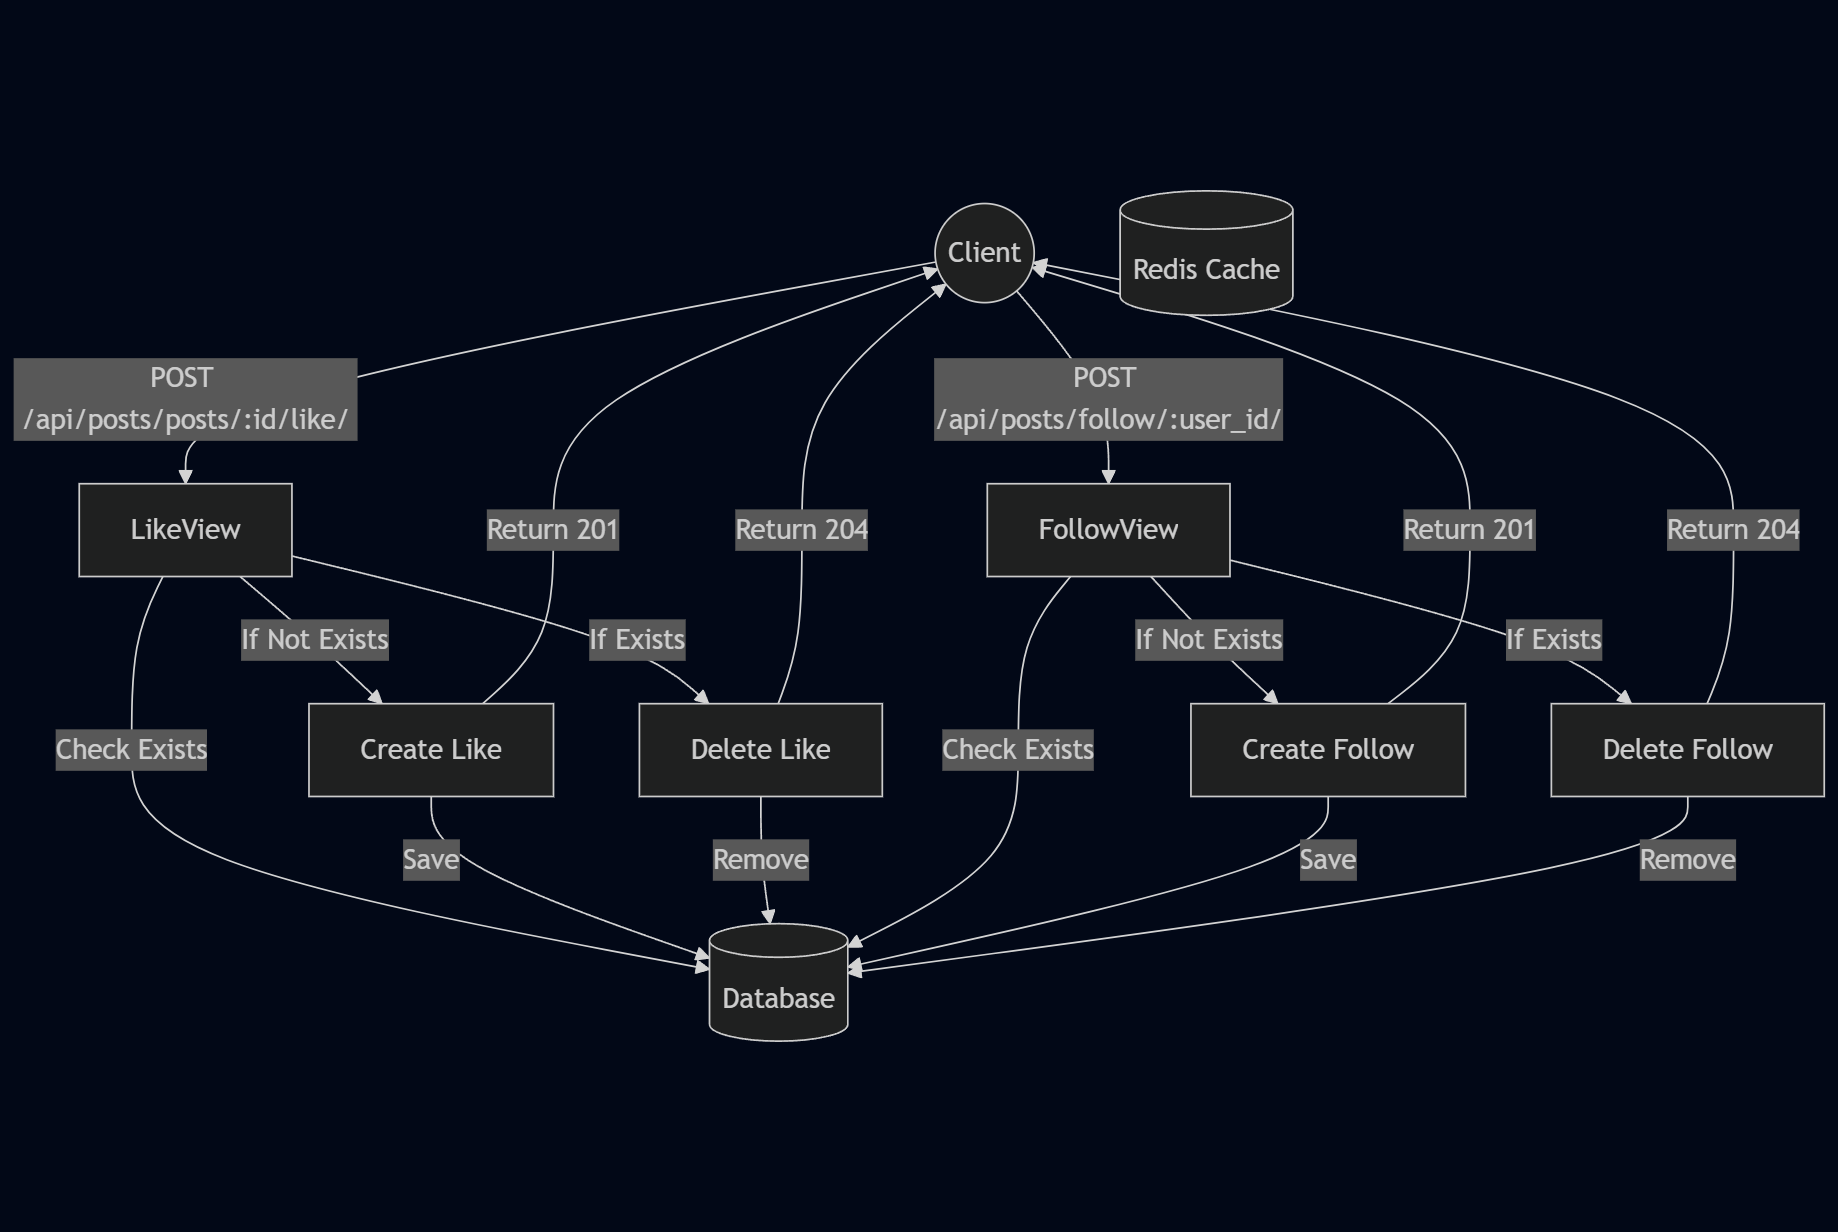 Client
Redis Cache
POST
/api/posts/posts/:id/like/
POST
/api/posts/follow/:user_id/
LikeView
Return 201
Return 204
FollowView
Return 201
Return 204
If Not Exists
If Exists
If Not Exists
If Exists
Check Exists
Create Like
Delete Like
Check Exists
Create Follow
Delete Follow
Save
Remove
Save
Remove
Database